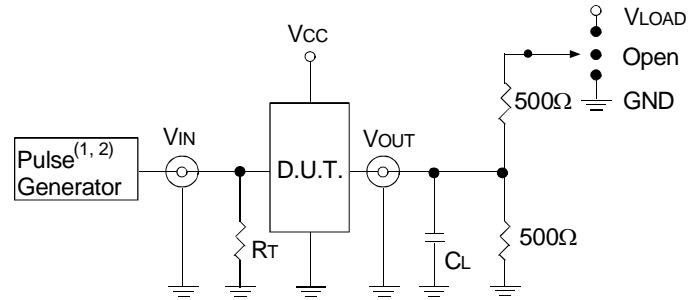 VLOAD
VCC
Open
500Ω
GND
VIN
VOUT
Pulse(1, 2)
Generator
D.U.T.
RT
CL
500Ω